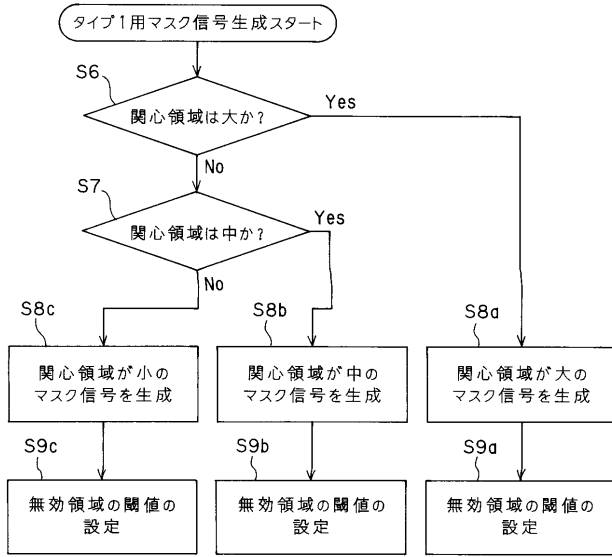 タイプ1用マスク信号生成スタート
S6
関心領域は大か?
Yes
No
S7
関心領域は中か?
Yes
No
S8c
関心領域が小の
マスク信号を生成
S8b
関心領域が中の
マスク信号を生成
S8a
関心領域が大の
マスク信号を生成
S9c
無効領域の閾値の
設定
S9b
無効領域の閾値の
設定
S9a
無効領域の閾値の
設定